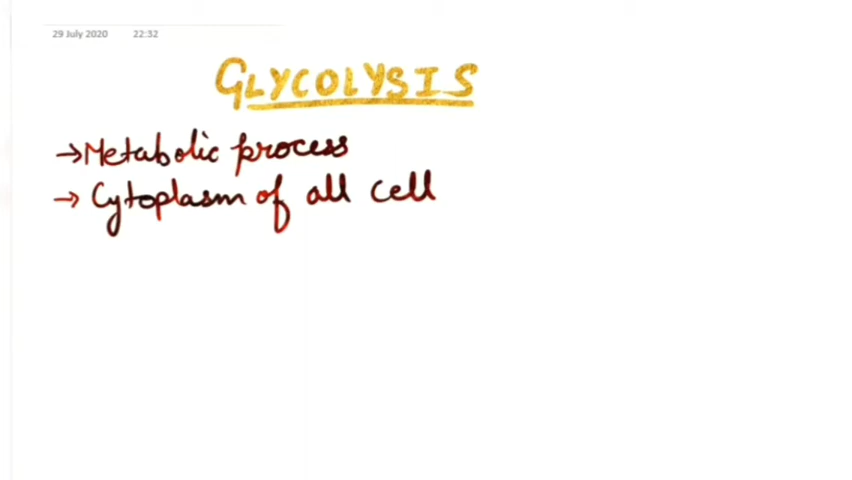 29 July 2020 22:32
GLYCOLYSIS
→Metabolic process
→ Cytoplasm of all cell